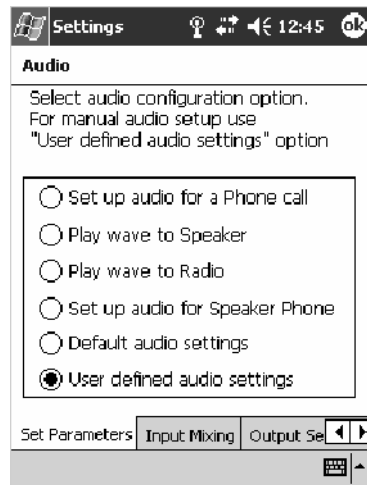 Settings 12:45 ok
Audio
Select audio configuration option.
For manual audio setup use
"User defined audio settings" option
Set up audio for a Phone call
Play wave to Speaker
Play wave to Radio
Set up audio for Speaker Phone
Default audio settings
User defined audio settings
Set Parameters Input Mixing Output Se